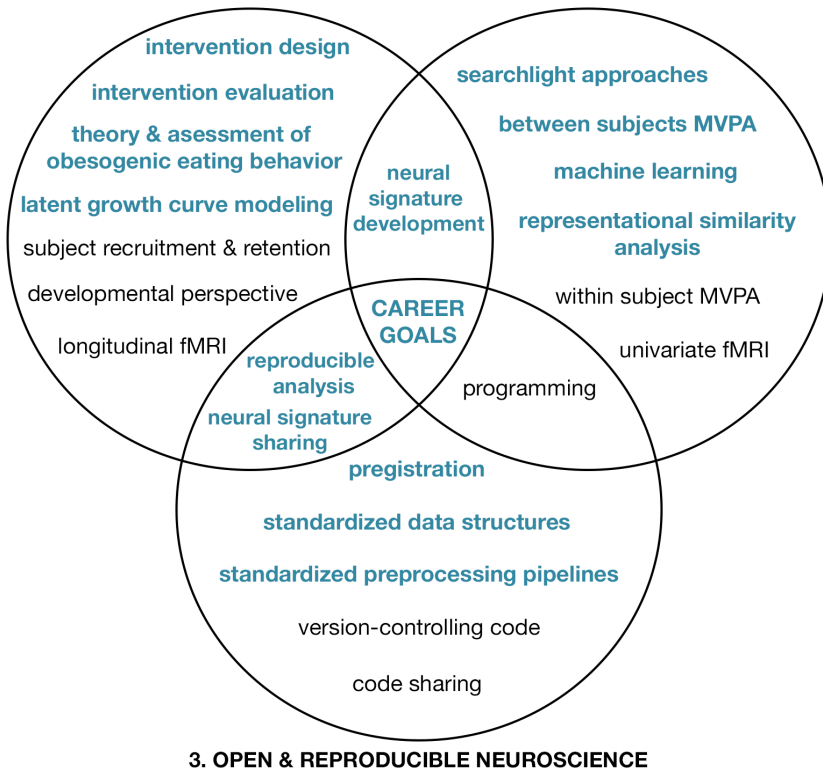 intervention design
intervention evaluation
theory & asessment of
obesogenic eating behavior
latent growth curve modeling
subject recruitment & retention
developmental perspective
longitudinal fMRI
neural
signature
development
searchlight approaches
between subjects MVPA
machine learning
representational similarity
analysis
within subject MVPA
univariate fMRI
CAREER
GOALS
reproducible
analysis
neural signature
sharing
programming
pregistration
standardized data structures
standardized preprocessing pipelines
version-controlling code
code sharing
3. OPEN & REPRODUCIBLE NEUROSCIENCE